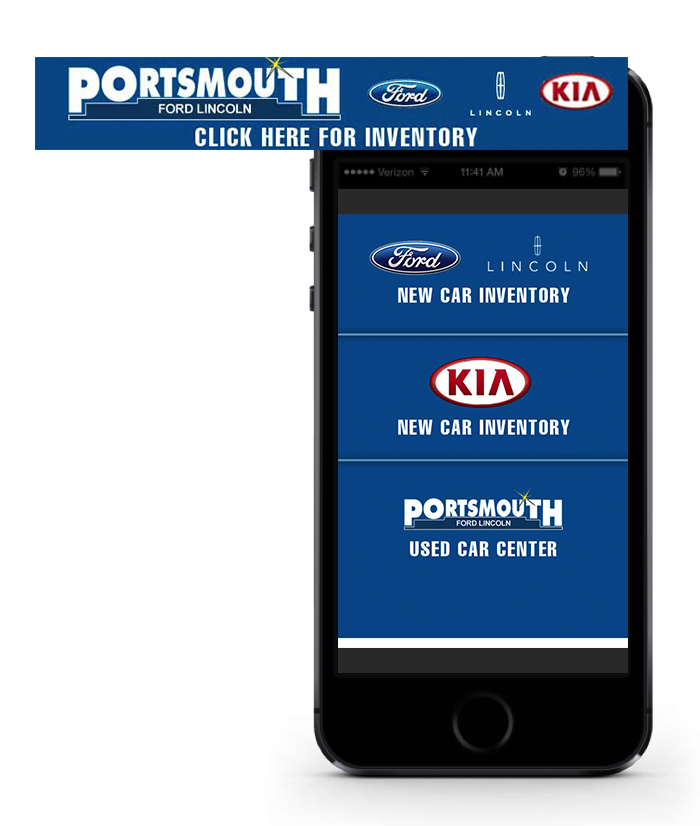 PORTSMOUTH
FORD LINCOLN
Ford
LINCOLN
KIA
CLICK HERE FOR INVENTORY
Verizon 11:41 AM 96%
Ford
LINCOLN
NEW CAR INVENTORY
KIA
NEW CAR INVENTORY
PORTSMOUTH
FORD LINCOLN
USED CAR CENTER